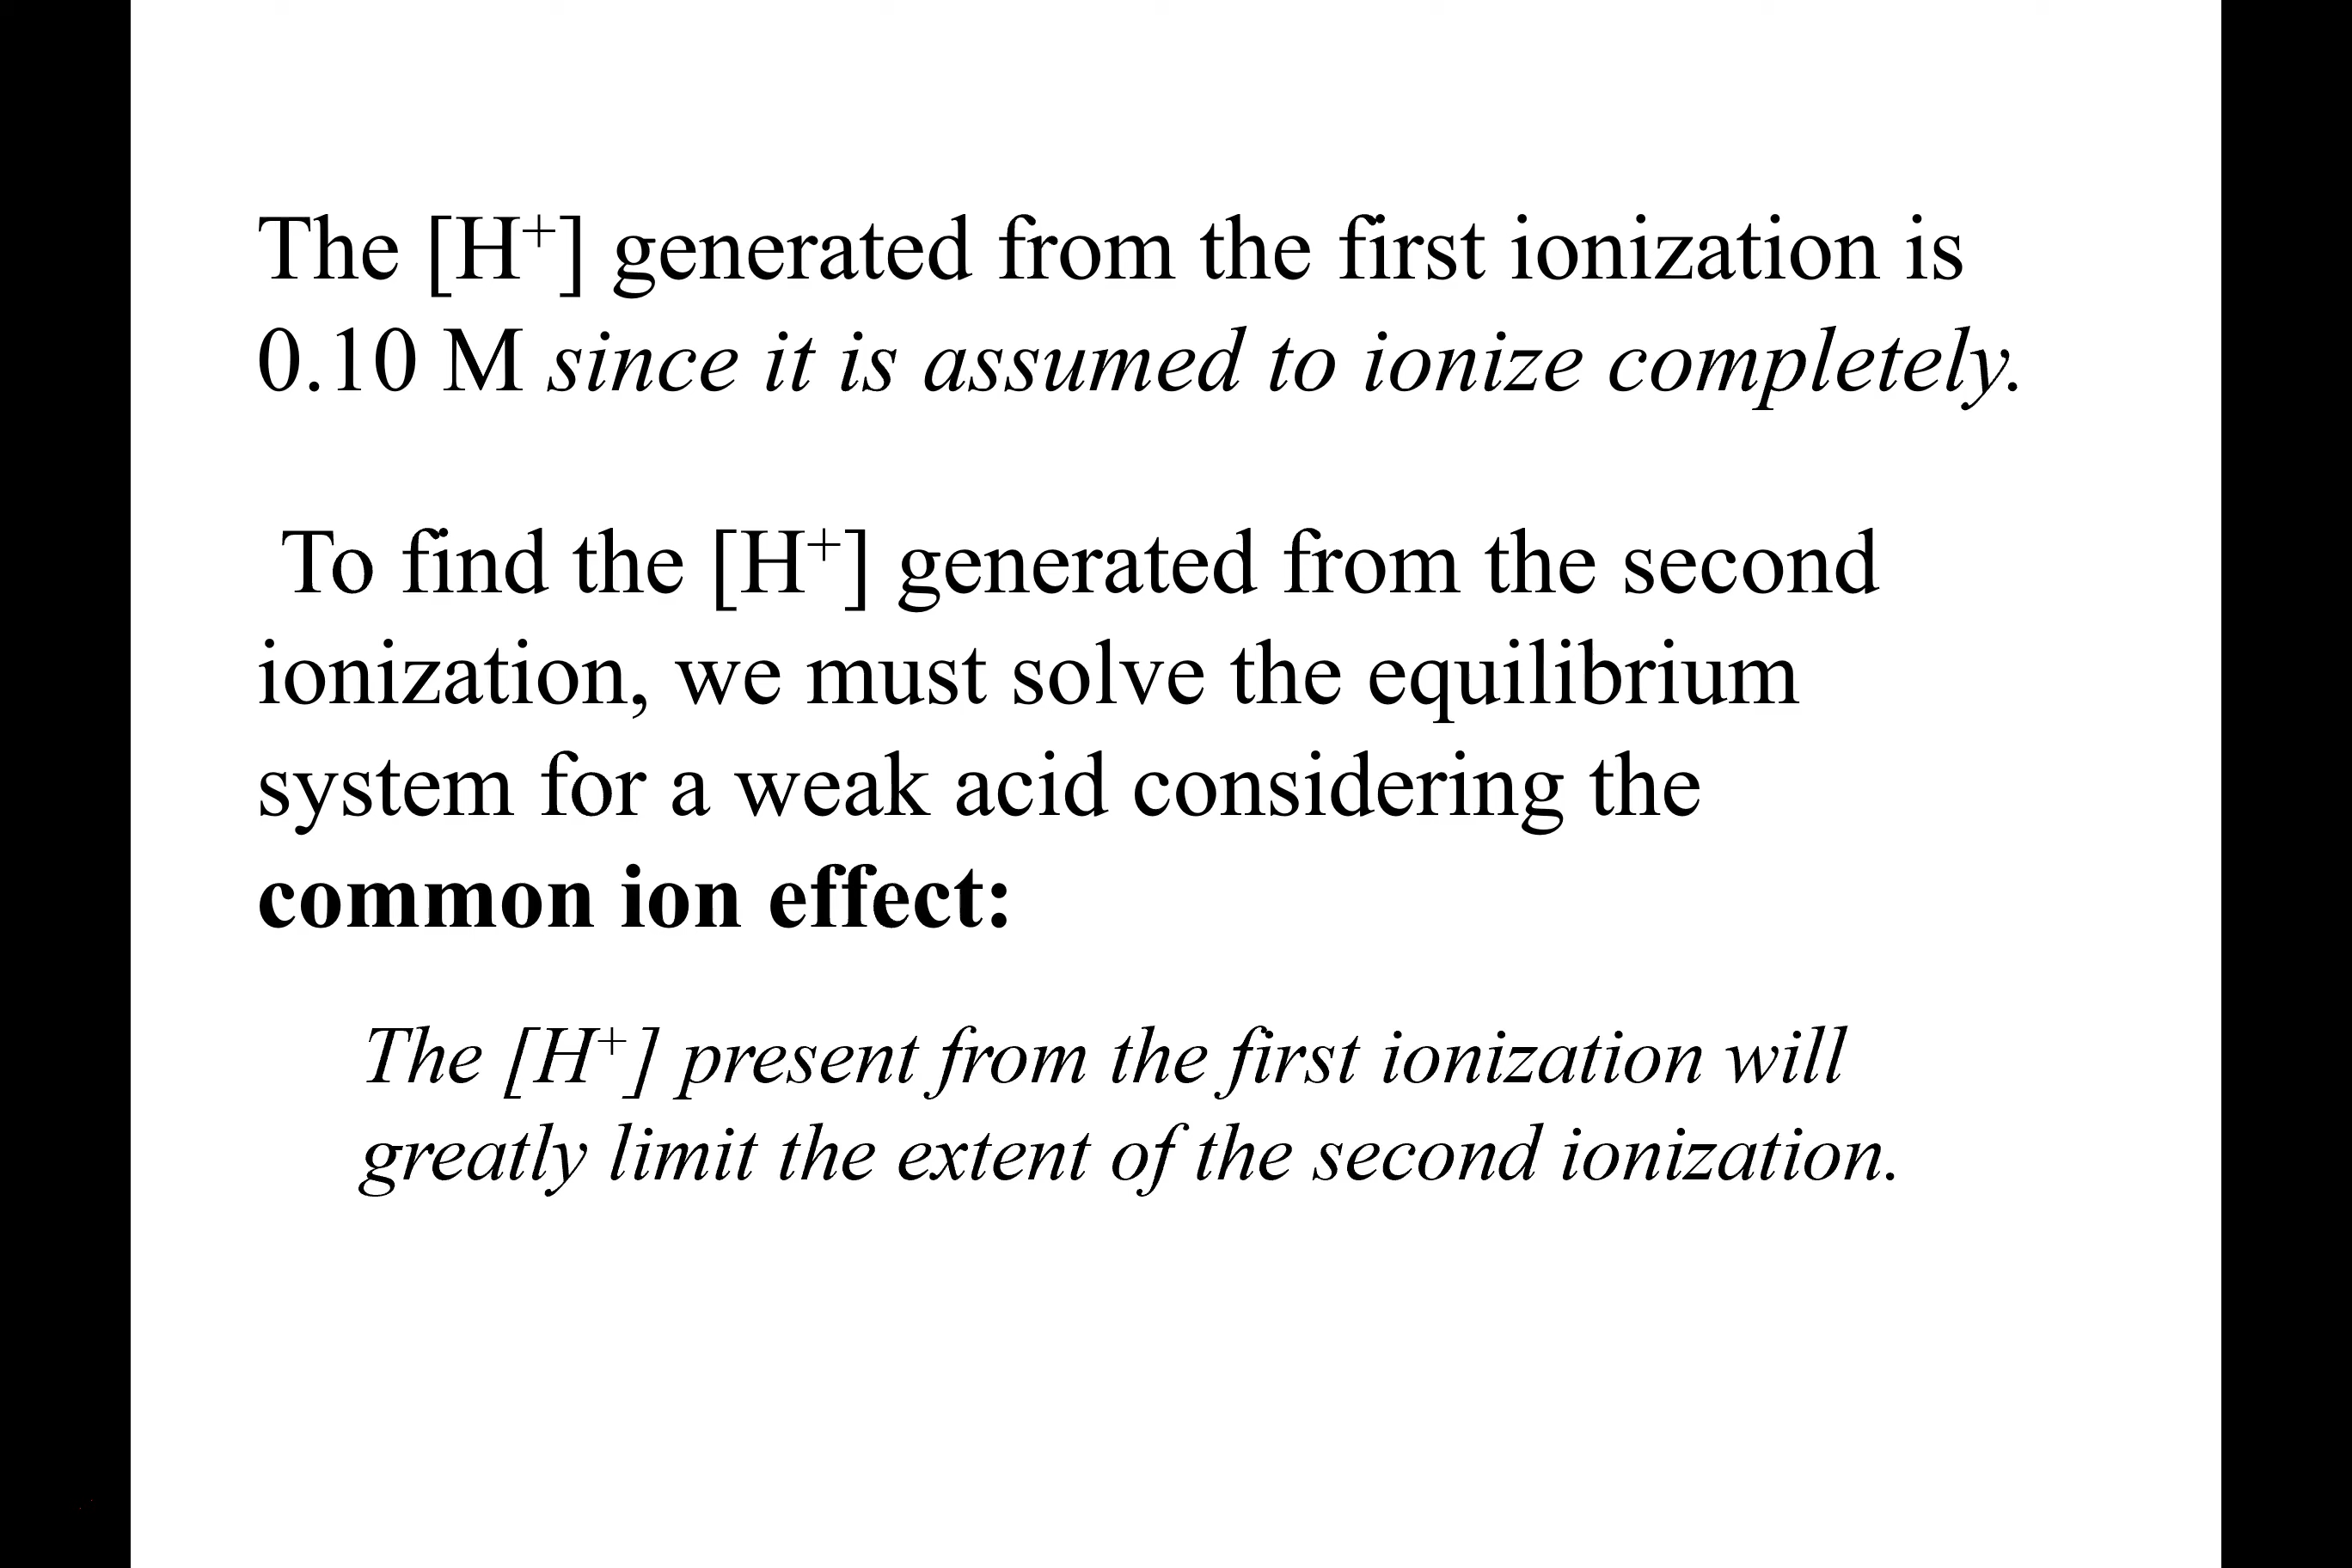 The [H⁺] generated from the first ionization is
0.10 M since it is assumed to ionize completely.
To find the [H⁺] generated from the second
ionization, we must solve the equilibrium
system for a weak acid considering the
common ion effect:
The [H⁺] present from the first ionization will
greatly limit the extent of the second ionization.